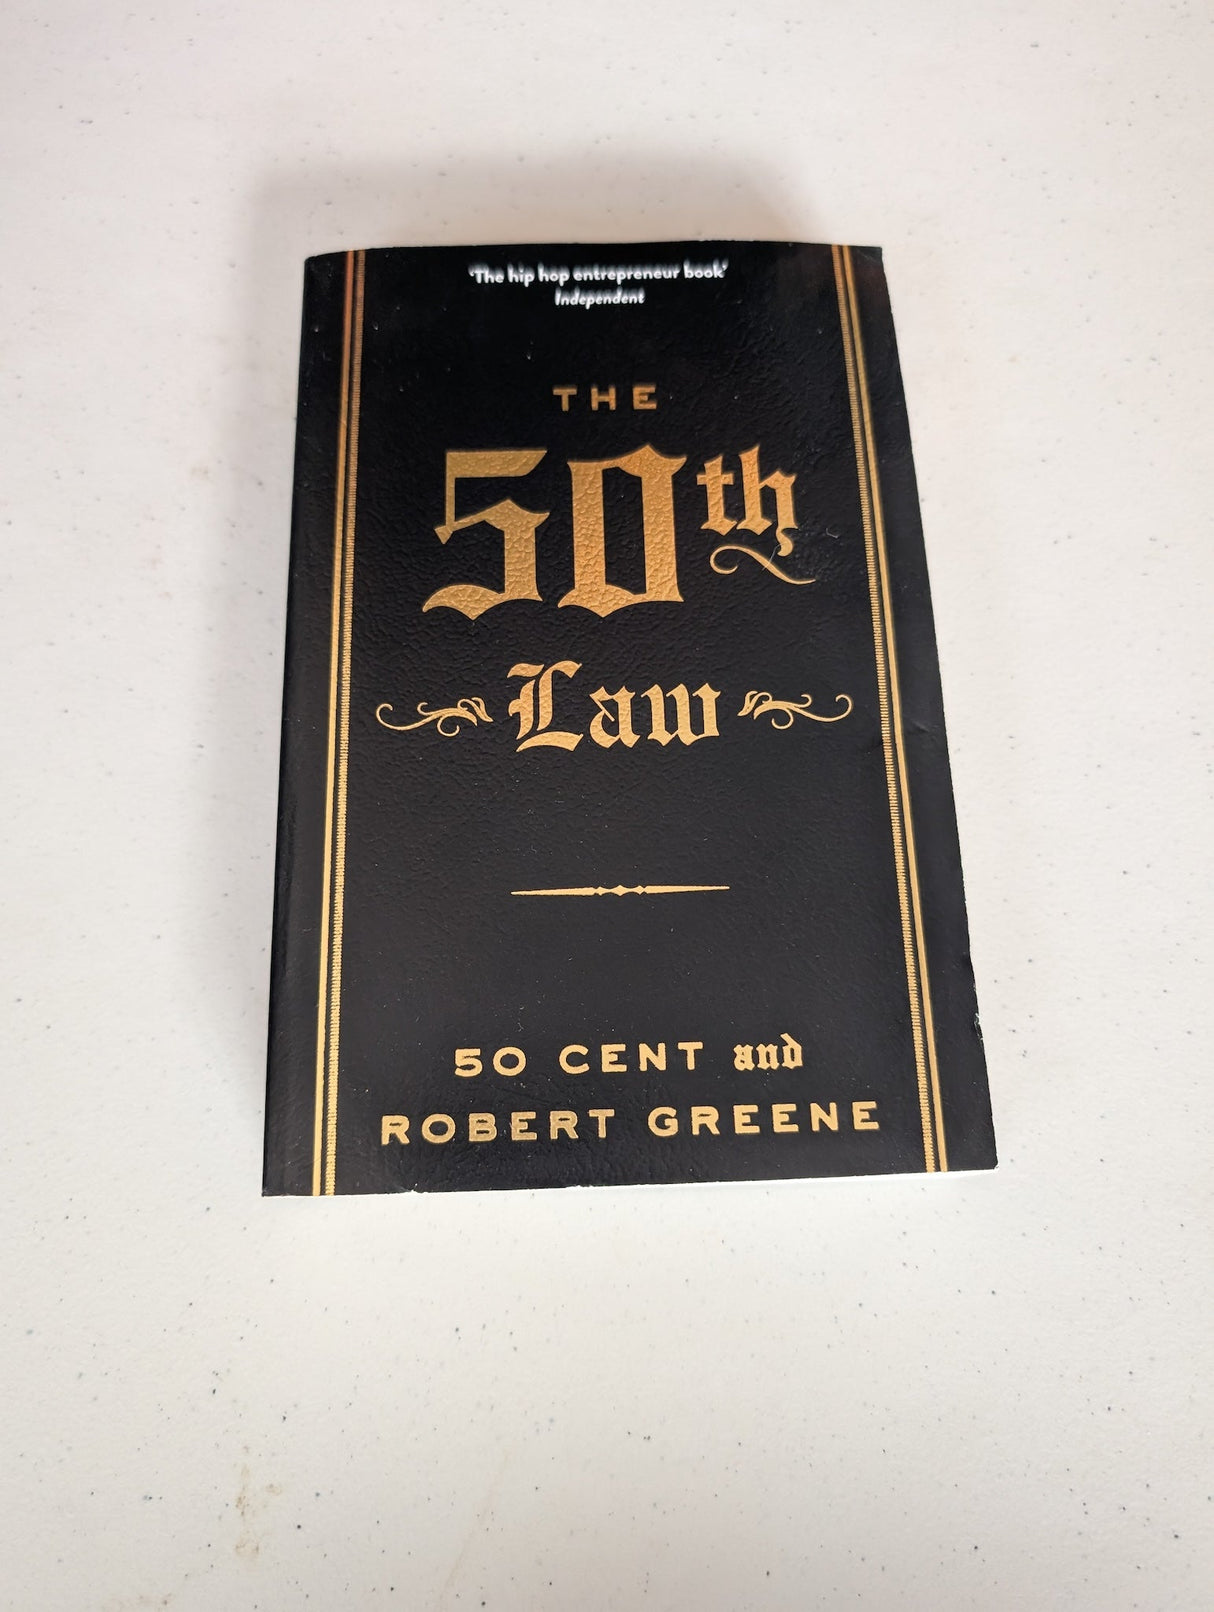 'The hip hop entrepreneur book'
Independent
THE
50th
Law
50 CENT and
ROBERT GREENE